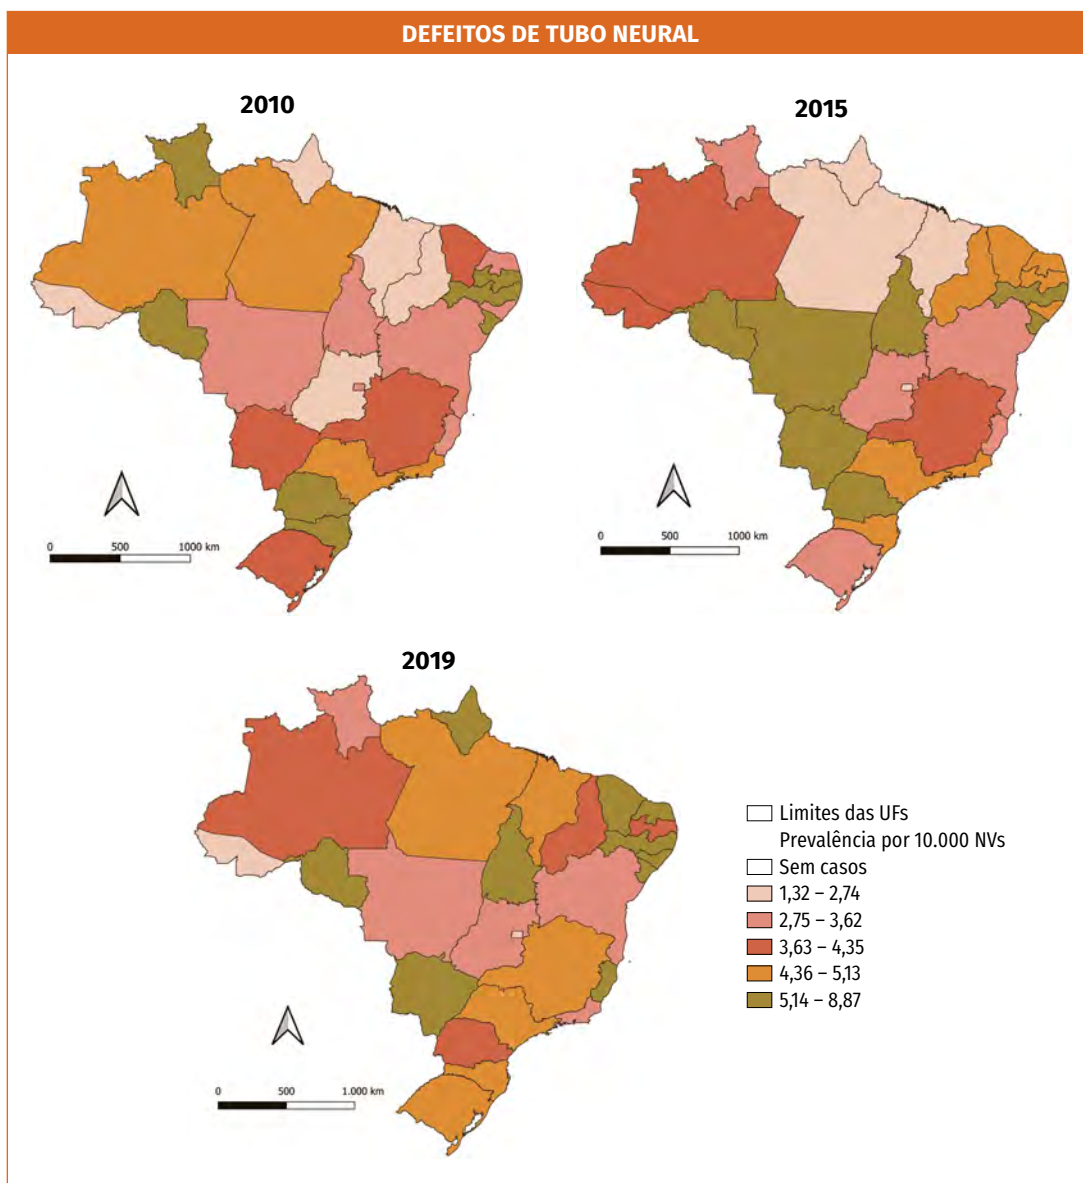 DEFEITOS DE TUBO NEURAL
2010
2015
0 500 1000 km
0 500 1000 km
2019
0 500 1.000 km
Limites das UFs
Prevalência por 10.000 NVs
Sem casos
1,32 – 2,74
2,75 – 3,62
3,63 – 4,35
4,36 – 5,13
5,14 – 8,87